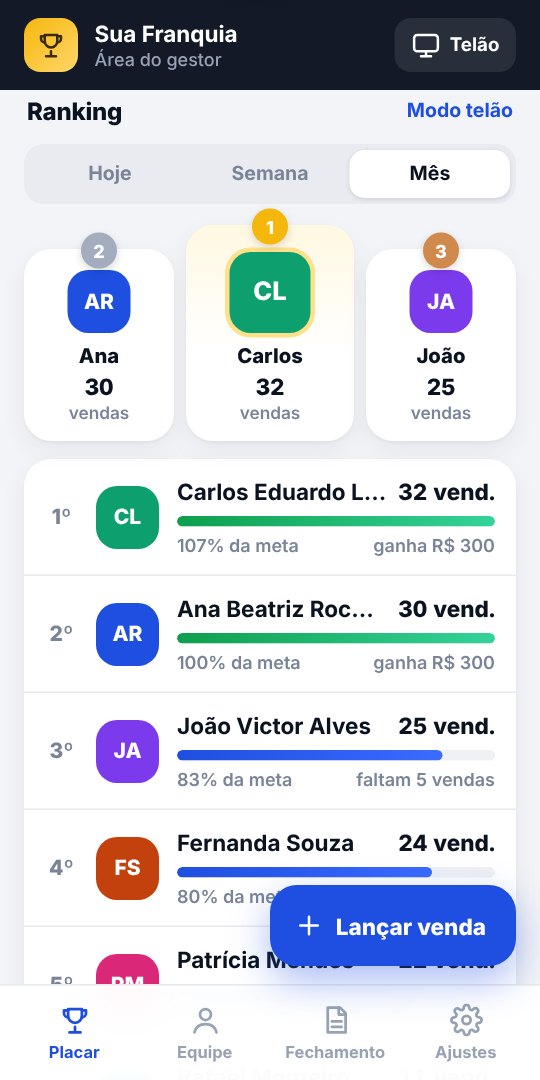 Sua Franquia
Área do gestor
Telão
Ranking
Modo telão
Hoje
Semana
Mês
2
AR
Ana
30
vendas
1
CL
Carlos
32
vendas
3
JA
João
25
vendas
1º
CL
Carlos Eduardo L...
32 vend.
107% da meta
ganha R$ 300
2º
AR
Ana Beatriz Roc...
30 vend.
100% da meta
ganha R$ 300
3º
JA
João Victor Alves
25 vend.
83% da meta
faltam 5 vendas
4º
FS
Fernanda Souza
24 vend.
80% da
Lançar venda
5º
Patrícia
Placar
Equipe
Fechamento
Ajustes